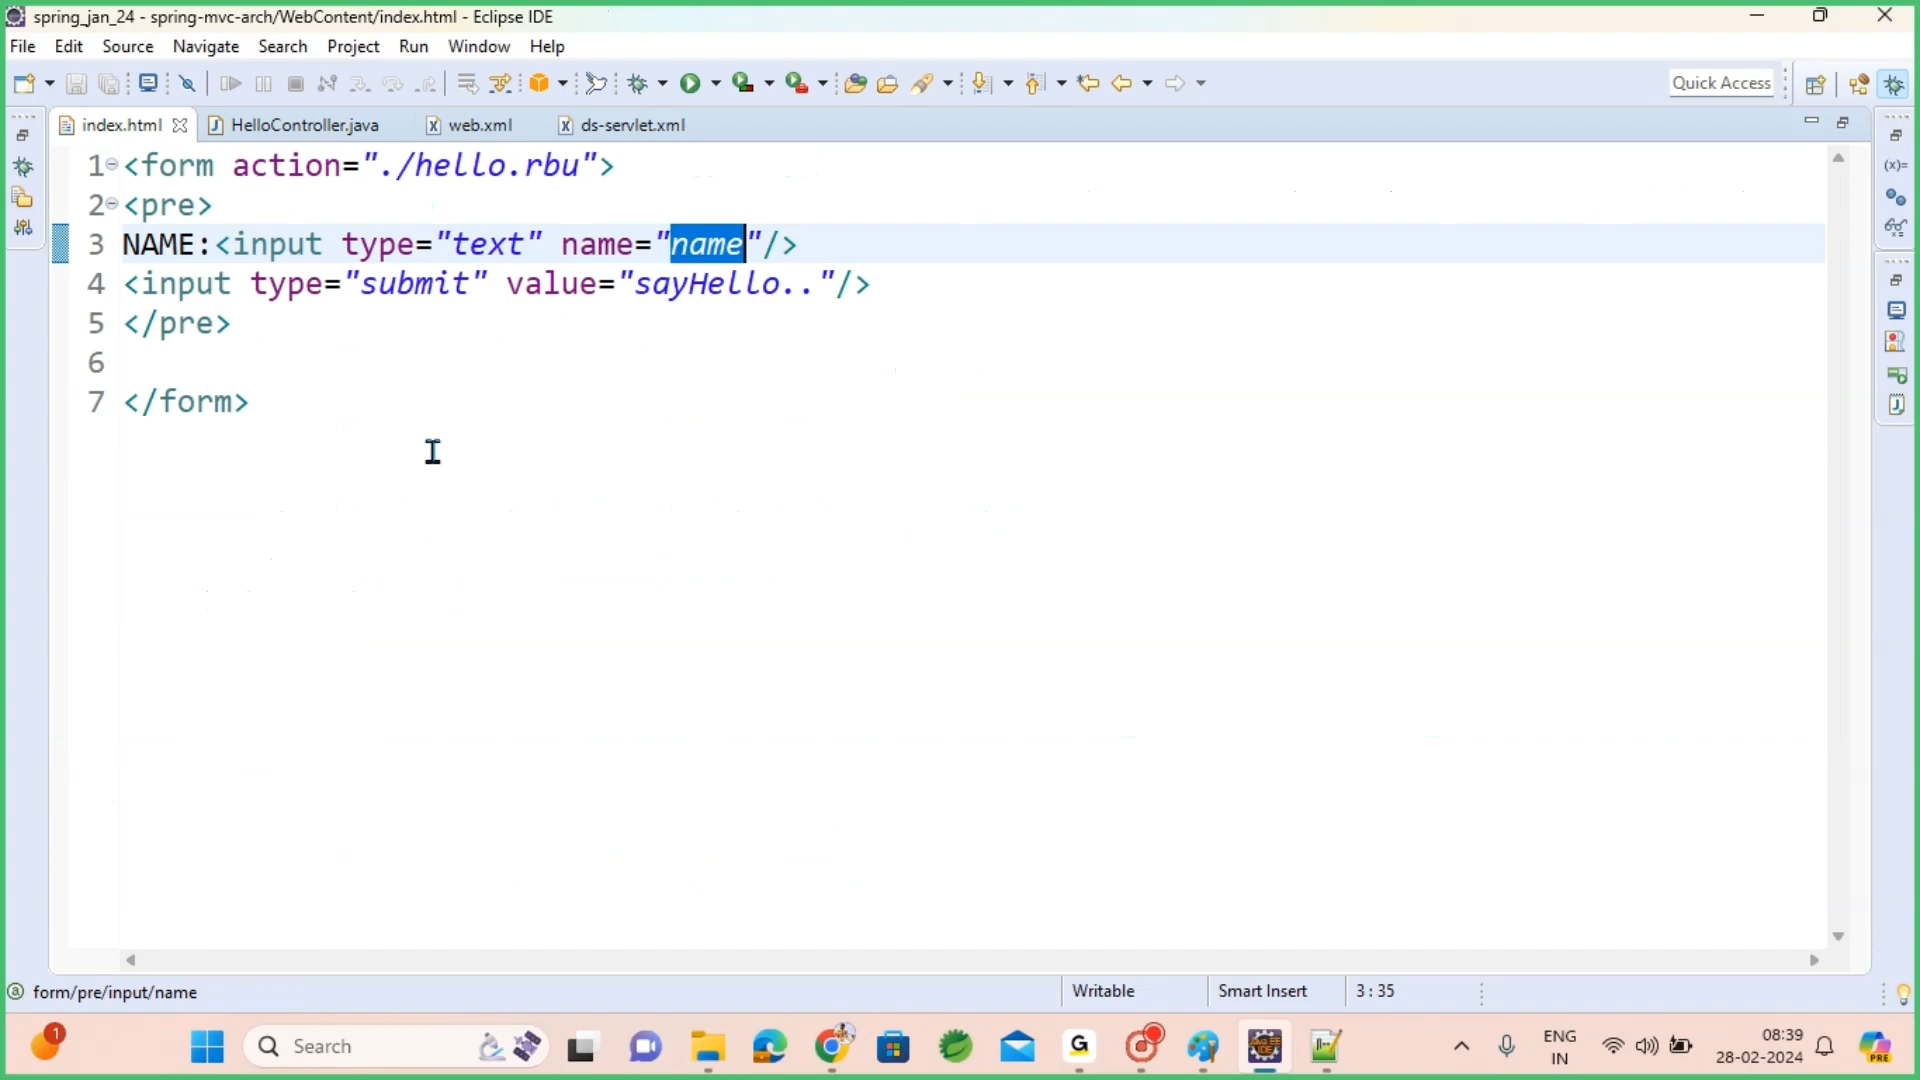 spring_jan_24 - spring-mvc-arch/WebContent/index.html - Eclipse IDE
File Edit Source Navigate Search Project Run Window Help
Quick Access
index.html HelloController.java web.xml ds-servlet.xml
1 <form action="./hello.rbu">
2 <pre>
3 NAME:<input type="text" name="name"/>
4 <input type="submit" value="sayHello.."/>
5 </pre>
6
7 </form>
form/pre/input/name Writable Smart Insert 3 : 35
1 Search ENG 08:39
IN 28-02-2024 PRE